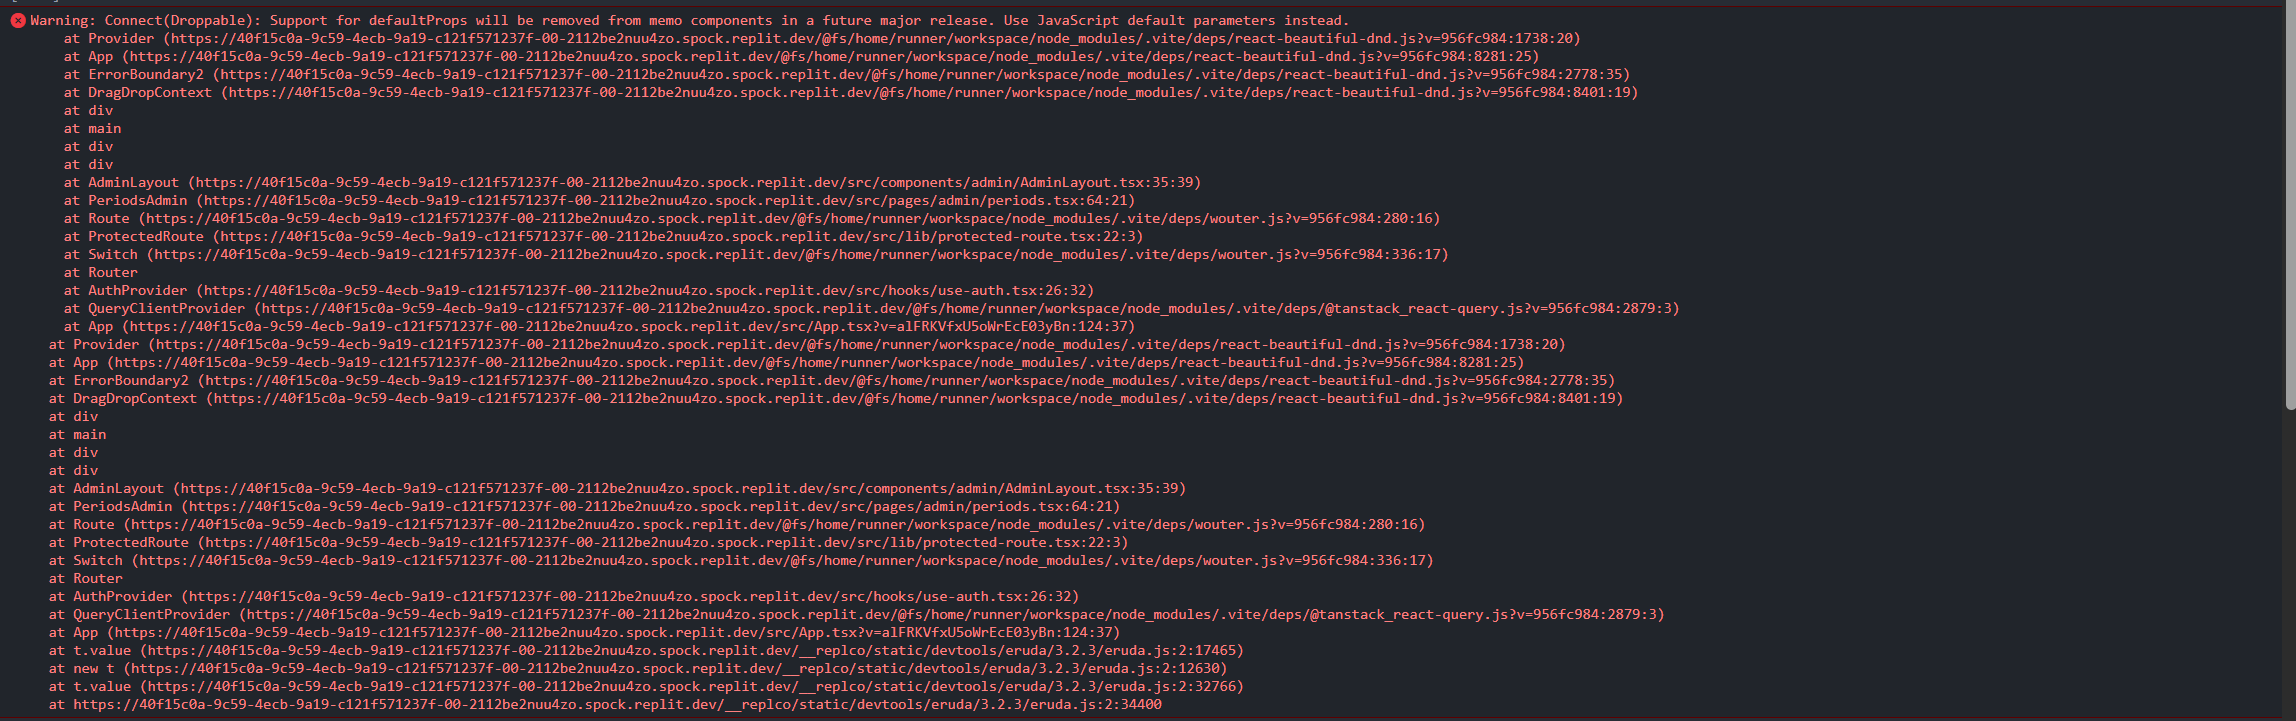 Warning: Connect(Droppable): Support for defaultProps will be removed from memo components in a future major release. Use JavaScript default parameters instead.
at Provider (https://40f15c0a-9c59-4ecb-9a19-c121f571237f-00-2112be2nuu4zo.spock.replit.dev/@fs/home/runner/workspace/node_modules/.vite/deps/react-beautiful-dnd.js?v=956fc984:1738:20)
at App (https://40f15c0a-9c59-4ecb-9a19-c121f571237f-00-2112be2nuu4zo.spock.replit.dev/@fs/home/runner/workspace/node_modules/.vite/deps/react-beautiful-dnd.js?v=956fc984:8281:25)
at ErrorBoundary2 (https://40f15c0a-9c59-4ecb-9a19-c121f571237f-00-2112be2nuu4zo.spock.replit.dev/@fs/home/runner/workspace/node_modules/.vite/deps/react-beautiful-dnd.js?v=956fc984:2778:35)
at DragDropContext (https://40f15c0a-9c59-4ecb-9a19-c121f571237f-00-2112be2nuu4zo.spock.replit.dev/@fs/home/runner/workspace/node_modules/.vite/deps/react-beautiful-dnd.js?v=956fc984:8401:19)
at div
at main
at div
at div
at AdminLayout (https://40f15c0a-9c59-4ecb-9a19-c121f571237f-00-2112be2nuu4zo.spock.replit.dev/src/components/admin/AdminLayout.tsx:35:39)
at PeriodsAdmin (https://40f15c0a-9c59-4ecb-9a19-c121f571237f-00-2112be2nuu4zo.spock.replit.dev/src/pages/admin/periods.tsx:64:21)
at Route (https://40f15c0a-9c59-4ecb-9a19-c121f571237f-00-2112be2nuu4zo.spock.replit.dev/@fs/home/runner/workspace/node_modules/.vite/deps/wouter.js?v=956fc984:280:16)
at ProtectedRoute (https://40f15c0a-9c59-4ecb-9a19-c121f571237f-00-2112be2nuu4zo.spock.replit.dev/src/lib/protected-route.tsx:22:3)
at Switch (https://40f15c0a-9c59-4ecb-9a19-c121f571237f-00-2112be2nuu4zo.spock.replit.dev/@fs/home/runner/workspace/node_modules/.vite/deps/wouter.js?v=956fc984:336:17)
at Router
at AuthProvider (https://40f15c0a-9c59-4ecb-9a19-c121f571237f-00-2112be2nuu4zo.spock.replit.dev/src/hooks/use-auth.tsx:26:32)
at QueryClientProvider (https://40f15c0a-9c59-4ecb-9a19-c121f571237f-00-2112be2nuu4zo.spock.replit.dev/@fs/home/runner/workspace/node_modules/.vite/deps/@tanstack_react-query.js?v=956fc984:2879:3)
at App (https://40f15c0a-9c59-4ecb-9a19-c121f571237f-00-2112be2nuu4zo.spock.replit.dev/src/App.tsx?v=alFRKVfxU5oWrEcE03yBn:124:37)
at Provider (https://40f15c0a-9c59-4ecb-9a19-c121f571237f-00-2112be2nuu4zo.spock.replit.dev/@fs/home/runner/workspace/node_modules/.vite/deps/react-beautiful-dnd.js?v=956fc984:1738:20)
at App (https://40f15c0a-9c59-4ecb-9a19-c121f571237f-00-2112be2nuu4zo.spock.replit.dev/@fs/home/runner/workspace/node_modules/.vite/deps/react-beautiful-dnd.js?v=956fc984:8281:25)
at ErrorBoundary2 (https://40f15c0a-9c59-4ecb-9a19-c121f571237f-00-2112be2nuu4zo.spock.replit.dev/@fs/home/runner/workspace/node_modules/.vite/deps/react-beautiful-dnd.js?v=956fc984:2778:35)
at DragDropContext (https://40f15c0a-9c59-4ecb-9a19-c121f571237f-00-2112be2nuu4zo.spock.replit.dev/@fs/home/runner/workspace/node_modules/.vite/deps/react-beautiful-dnd.js?v=956fc984:8401:19)
at div
at main
at div
at div
at AdminLayout (https://40f15c0a-9c59-4ecb-9a19-c121f571237f-00-2112be2nuu4zo.spock.replit.dev/src/components/admin/AdminLayout.tsx:35:39)
at PeriodsAdmin (https://40f15c0a-9c59-4ecb-9a19-c121f571237f-00-2112be2nuu4zo.spock.replit.dev/src/pages/admin/periods.tsx:64:21)
at Route (https://40f15c0a-9c59-4ecb-9a19-c121f571237f-00-2112be2nuu4zo.spock.replit.dev/@fs/home/runner/workspace/node_modules/.vite/deps/wouter.js?v=956fc984:280:16)
at ProtectedRoute (https://40f15c0a-9c59-4ecb-9a19-c121f571237f-00-2112be2nuu4zo.spock.replit.dev/src/lib/protected-route.tsx:22:3)
at Switch (https://40f15c0a-9c59-4ecb-9a19-c121f571237f-00-2112be2nuu4zo.spock.replit.dev/@fs/home/runner/workspace/node_modules/.vite/deps/wouter.js?v=956fc984:336:17)
at Router
at AuthProvider (https://40f15c0a-9c59-4ecb-9a19-c121f571237f-00-2112be2nuu4zo.spock.replit.dev/src/hooks/use-auth.tsx:26:32)
at QueryClientProvider (https://40f15c0a-9c59-4ecb-9a19-c121f571237f-00-2112be2nuu4zo.spock.replit.dev/@fs/home/runner/workspace/node_modules/.vite/deps/@tanstack_react-query.js?v=956fc984:2879:3)
at App (https://40f15c0a-9c59-4ecb-9a19-c121f571237f-00-2112be2nuu4zo.spock.replit.dev/src/App.tsx?v=alFRKVfxU5oWrEcE03yBn:124:37)
at t.value (https://40f15c0a-9c59-4ecb-9a19-c121f571237f-00-2112be2nuu4zo.spock.replit.dev/__replco/static/devtools/eruda/3.2.3/eruda.js:2:17465)
at new t (https://40f15c0a-9c59-4ecb-9a19-c121f571237f-00-2112be2nuu4zo.spock.replit.dev/__replco/static/devtools/eruda/3.2.3/eruda.js:2:12630)
at t.value (https://40f15c0a-9c59-4ecb-9a19-c121f571237f-00-2112be2nuu4zo.spock.replit.dev/__replco/static/devtools/eruda/3.2.3/eruda.js:2:32766)
at https://40f15c0a-9c59-4ecb-9a19-c121f571237f-00-2112be2nuu4zo.spock.replit.dev/__replco/static/devtools/eruda/3.2.3/eruda.js:2:34400